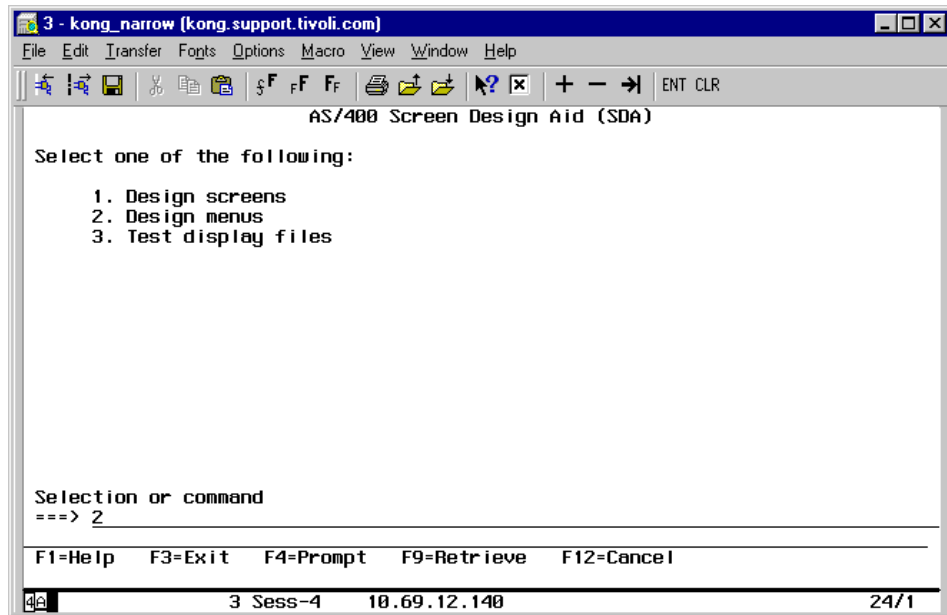 3 - kong_narrow (kong.support.tivoli.com)
File Edit Transfer Fonts Options Macro View Window Help
ENT CLR
AS/400 Screen Design Aid (SDA)
Select one of the following:
1. Design screens
2. Design menus
3. Test display files
Selection or command
===> 2
F1=Help F3=Exit F4=Prompt F9=Retrieve F12=Cancel
4A 3 Sess-4 10.69.12.140 24/1